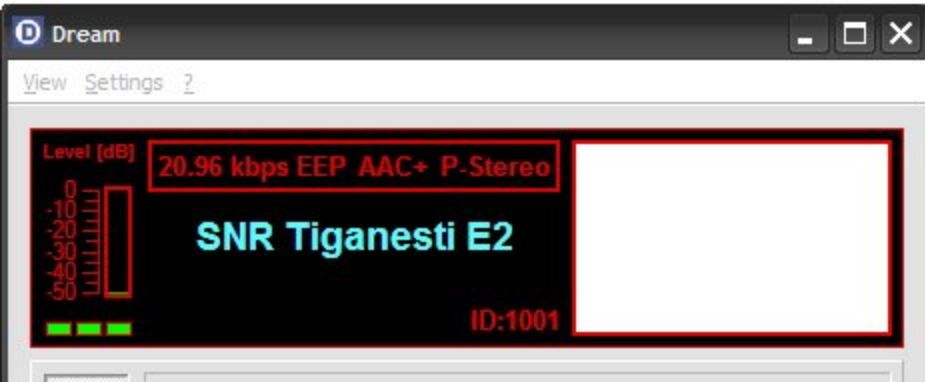 Dream
View Settings ?
Level [dB]
20.96 kbps EEP AAC+ P-Stereo
0
-10
-20
-30
-40
-50
SNR Tiganesti E2
ID:1001